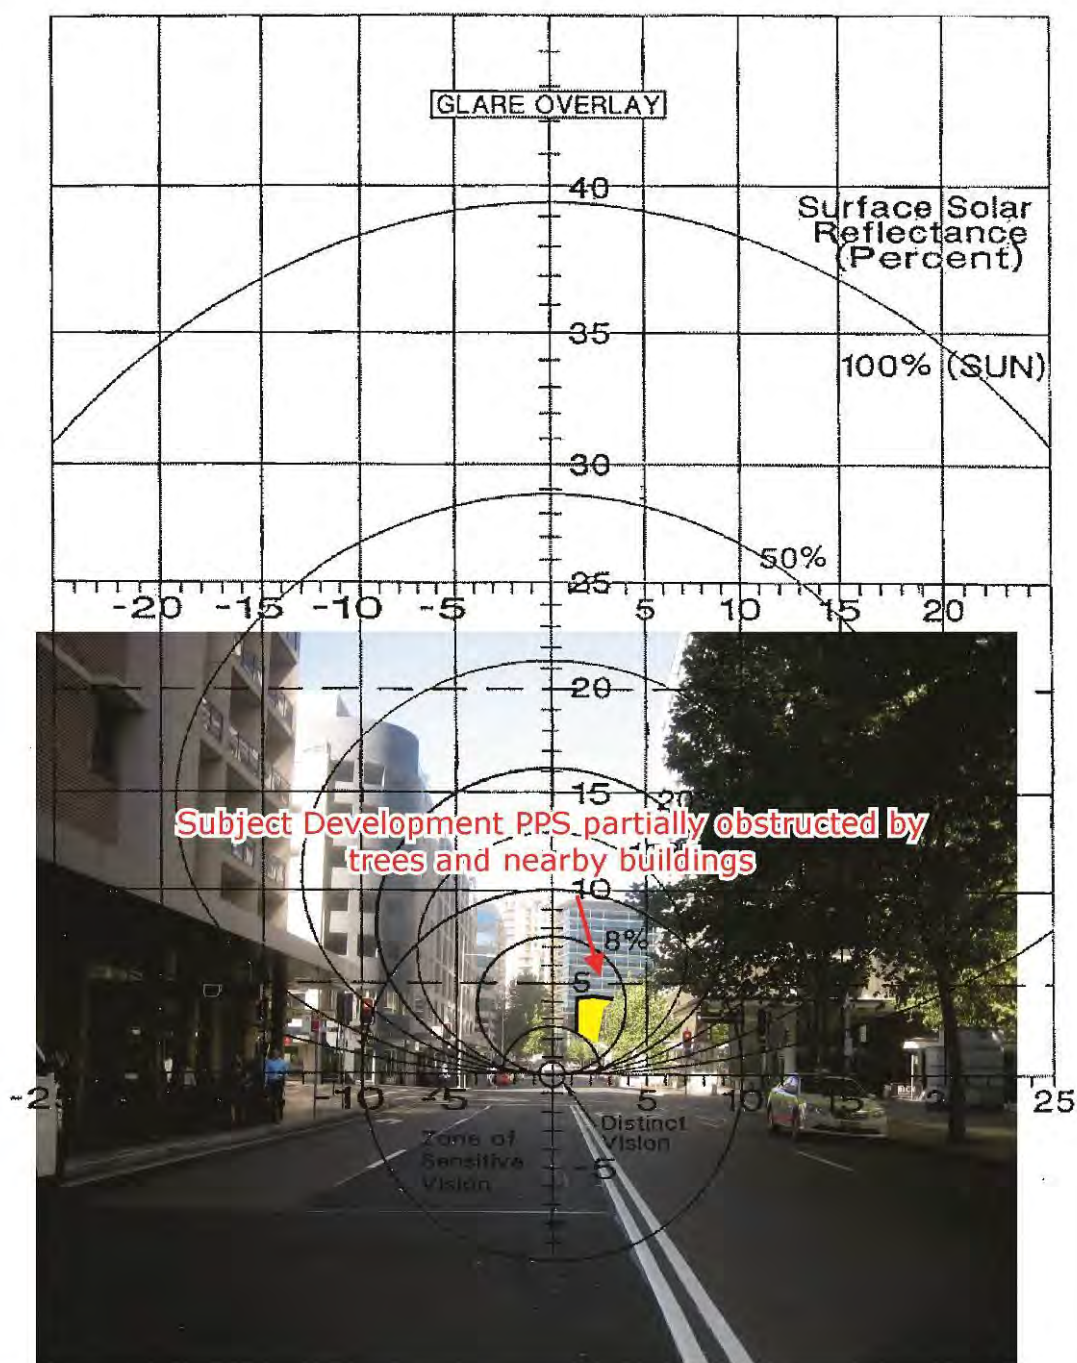 GLARE OVERLAY
40
Surface Solar
Reflectance
(Percent)
35
100% (SUN)
30
50%
25
-20 -15 -10 -5 5 10 15 20
20
15 20
Subject Development PPS partially obstructed by
trees and nearby buildings
10
8%
5
-10 -5 5 10 15 25
Distinct
Vision
Zone of
Sensitive
Vision
-5